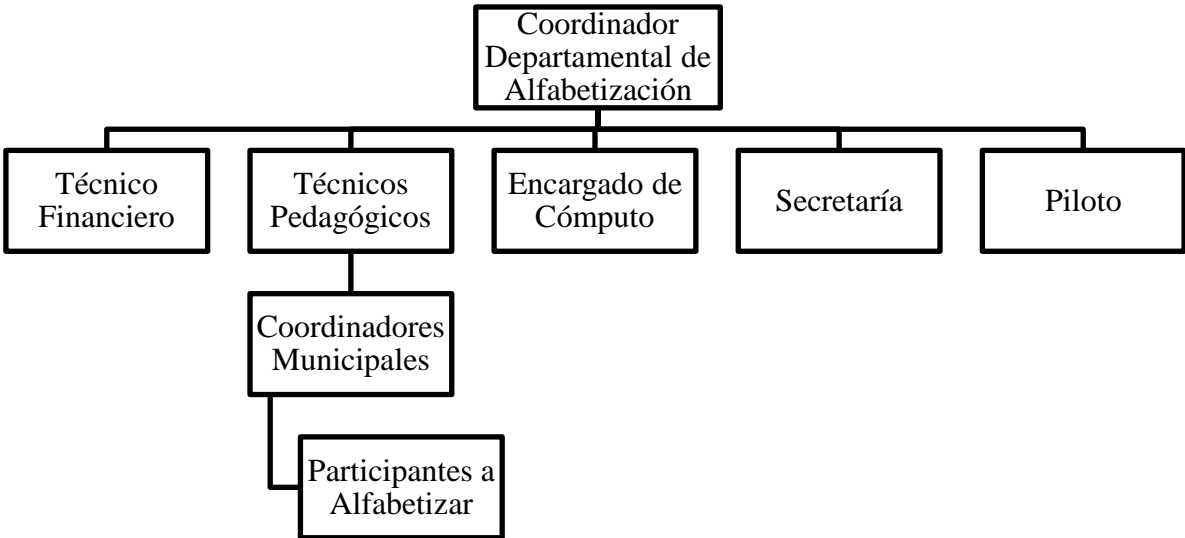 Coordinador
Departamental de
Alfabetización
Técnico
Financiero
Técnicos
Pedagógicos
Encargado de
Cómputo
Secretaría
Piloto
Coordinadores
Municipales
Participantes a
Alfabetizar